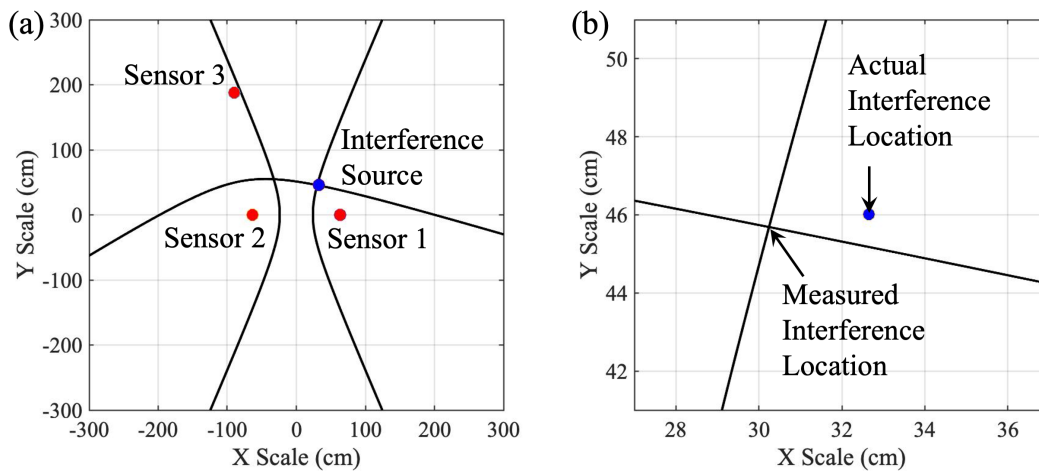 (a)
300
200
100
0
-100
-200
-300
Y Scale (cm)
-300
-200
-100
0
100
200
300
X Scale (cm)
Sensor 3
Interference
Source
Sensor 2
Sensor 1
(b)
50
48
46
44
42
Y Scale (cm)
28
30
32
34
36
X Scale (cm)
Actual
Interference
Location
Measured
Interference
Location